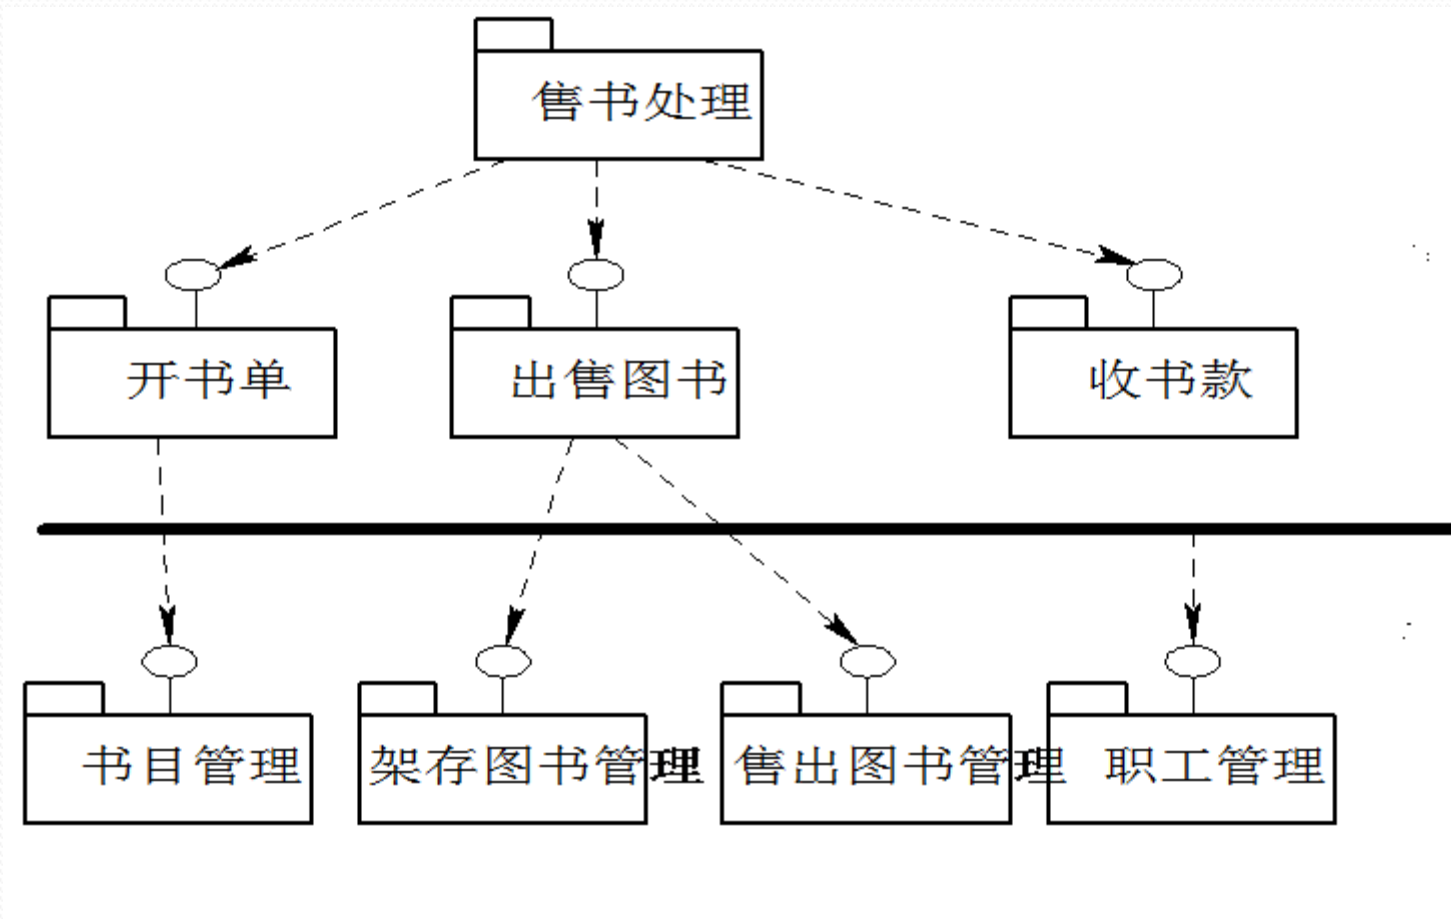 售书处理
开书单
出售图书
收书款
书目管理
架存图书管理
售出图书管理
职工管理